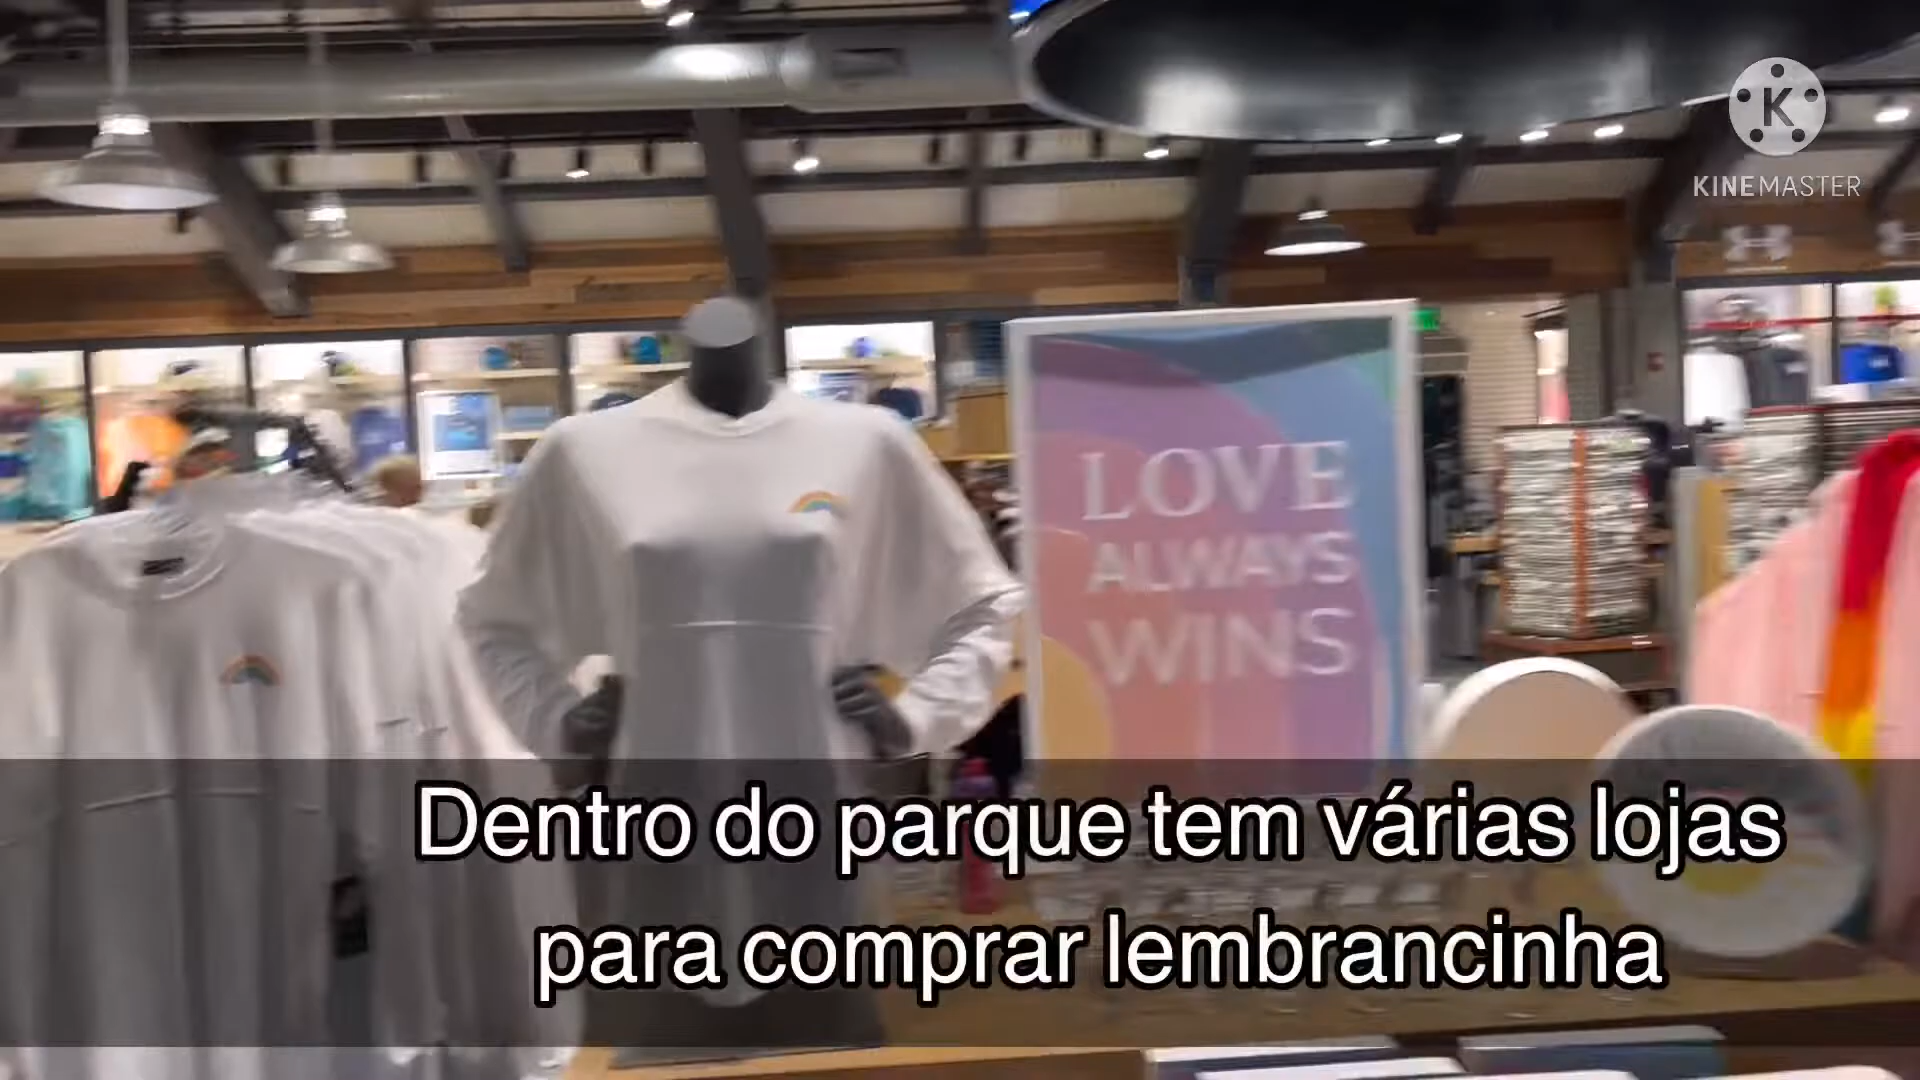 K
KINEMASTER
LOVE
ALWAYS
WINS
Dentro do parque tem várias lojas
para comprar lembrancinha